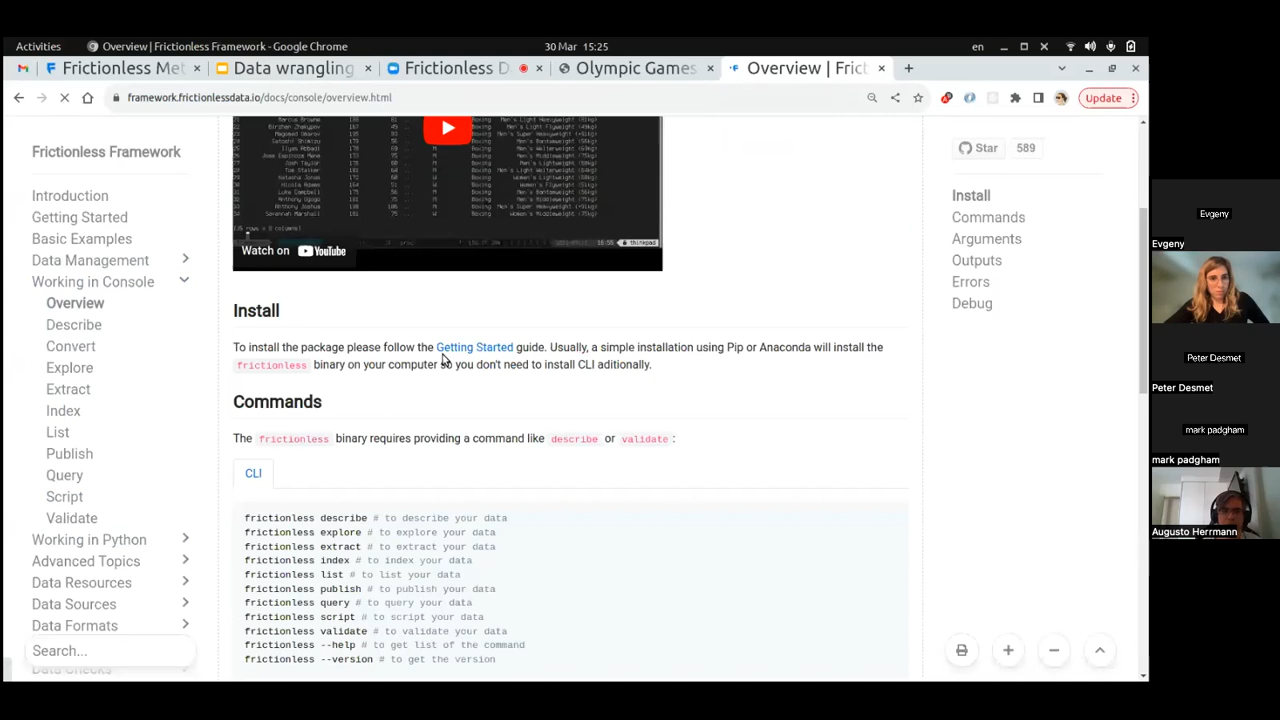 Activities
Overview | Frictionless Framework - Google Chrome
30 Mar 15:25
en
Frictionless Met
Data wrangling
Frictionless D
Olympic Games
Overview | Frict
framework.frictionlessdata.io/docs/console/overview.html
Update
Frictionless Framework
Introduction
Getting Started
Basic Examples
Data Management
Working in Console
Overview
Describe
Convert
Explore
Extract
Index
List
Publish
Query
Script
Validate
Working in Python
Advanced Topics
Data Resources
Data Sources
Data Formats
Search...
Data Checks
Watch on YouTube
Install
To install the package please follow the Getting Started guide. Usually, a simple installation using Pip or Anaconda will install the
frictionless binary on your computer so you don't need to install CLI aditionally.
Commands
The frictionless binary requires providing a command like describe or validate :
CLI
frictionless describe # to describe your data
frictionless explore # to explore your data
frictionless extract # to extract your data
frictionless index # to index your data
frictionless list # to list your data
frictionless publish # to publish your data
frictionless query # to query your data
frictionless script # to script your data
frictionless validate # to validate your data
frictionless --help # to get list of the command
frictionless --version # to get the version
Star 589
Install
Commands
Arguments
Outputs
Errors
Debug
Evgeny
Evgeny
Peter Desmet
Peter Desmet
mark padgham
mark padgham
Augusto Herrmann